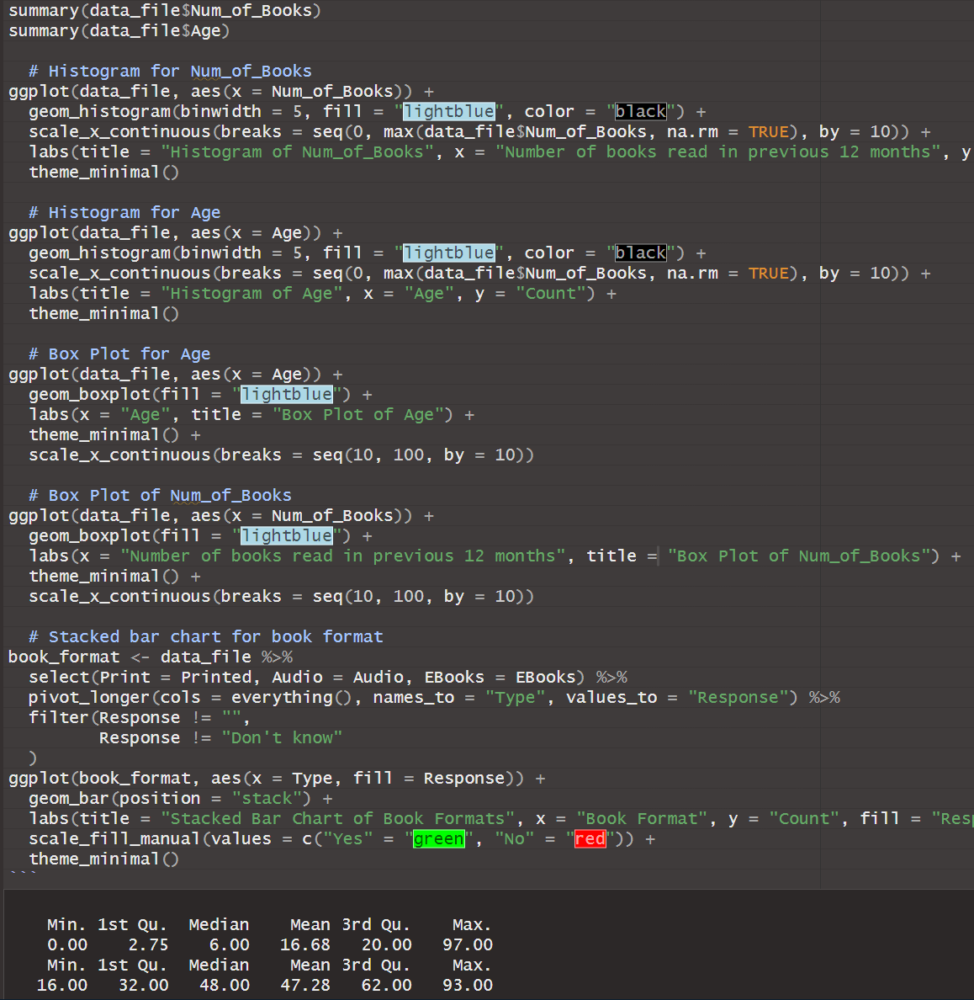 summary(data_file$Num_of_Books)
summary(data_file$Age)
# Histogram for Num_of_Books
ggplot(data_file, aes(x = Num_of_Books)) +
geom_histogram(binwidth = 5, fill = "lightblue", color = "black") +
scale_x_continuous(breaks = seq(0, max(data_file$Num_of_Books, na.rm = TRUE), by = 10)) +
labs(title = "Histogram of Num_of_Books", x = "Number of books read in previous 12 months", y
theme_minimal()
# Histogram for Age
ggplot(data_file, aes(x = Age)) +
geom_histogram(binwidth = 5, fill = "lightblue", color = "black") +
scale_x_continuous(breaks = seq(0, max(data_file$Num_of_Books, na.rm = TRUE), by = 10)) +
labs(title = "Histogram of Age", x = "Age", y = "Count") +
theme_minimal()
# Box Plot for Age
ggplot(data_file, aes(x = Age)) +
geom_boxplot(fill = "lightblue") +
labs(x = "Age", title = "Box Plot of Age") +
theme_minimal() +
scale_x_continuous(breaks = seq(10, 100, by = 10))
# Box Plot of Num_of_Books
ggplot(data_file, aes(x = Num_of_Books)) +
geom_boxplot(fill = "lightblue") +
labs(x = "Number of books read in previous 12 months", title = "Box Plot of Num_of_Books") +
theme_minimal() +
scale_x_continuous(breaks = seq(10, 100, by = 10))
# Stacked bar chart for book format
book_format <- data_file %>%
select(Print = Printed, Audio = Audio, EBooks = EBooks) %>%
pivot_longer(cols = everything(), names_to = "Type", values_to = "Response") %>%
filter(Response != "",
Response != "Don't know"
)
ggplot(book_format, aes(x = Type, fill = Response)) +
geom_bar(position = "stack") +
labs(title = "Stacked Bar Chart of Book Formats", x = "Book Format", y = "Count", fill = "Resp
scale_fill_manual(values = c("Yes" = "green", "No" = "red")) +
theme_minimal()
```
Min. 1st Qu. Median Mean 3rd Qu. Max.
0.00 2.75 6.00 16.68 20.00 97.00
Min. 1st Qu. Median Mean 3rd Qu. Max.
16.00 32.00 48.00 47.28 62.00 93.00